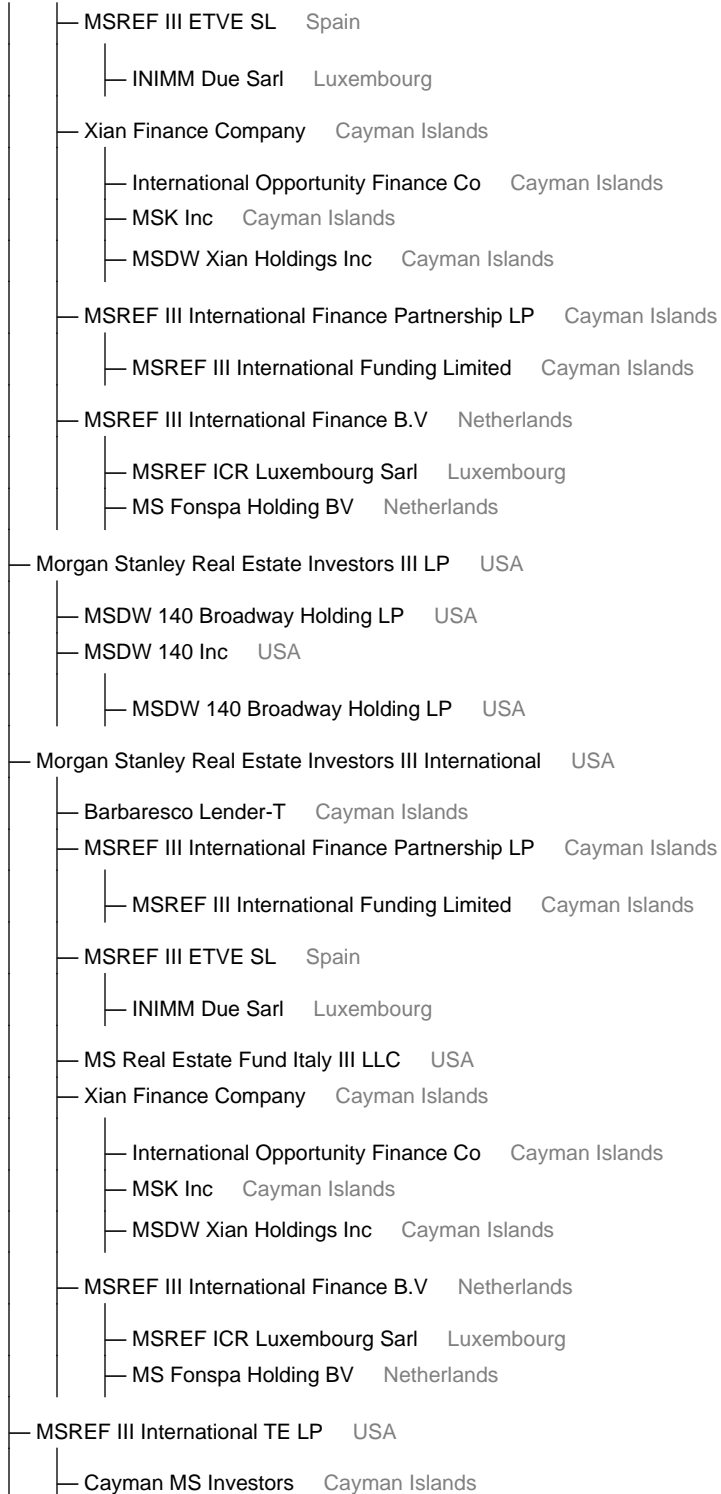 MSREF III ETVE SL Spain
INIMM Due Sarl Luxembourg
Xian Finance Company Cayman Islands
International Opportunity Finance Co Cayman Islands
MSK Inc Cayman Islands
MSDW Xian Holdings Inc Cayman Islands
MSREF III International Finance Partnership LP Cayman Islands
MSREF III International Funding Limited Cayman Islands
MSREF III International Finance B.V Netherlands
MSREF ICR Luxembourg Sarl Luxembourg
MS Fonspa Holding BV Netherlands
Morgan Stanley Real Estate Investors III LP USA
MSDW 140 Broadway Holding LP USA
MSDW 140 Inc USA
MSDW 140 Broadway Holding LP USA
Morgan Stanley Real Estate Investors III International USA
Barbaresco Lender-T Cayman Islands
MSREF III International Finance Partnership LP Cayman Islands
MSREF III International Funding Limited Cayman Islands
MSREF III ETVE SL Spain
INIMM Due Sarl Luxembourg
MS Real Estate Fund Italy III LLC USA
Xian Finance Company Cayman Islands
International Opportunity Finance Co Cayman Islands
MSK Inc Cayman Islands
MSDW Xian Holdings Inc Cayman Islands
MSREF III International Finance B.V Netherlands
MSREF ICR Luxembourg Sarl Luxembourg
MS Fonspa Holding BV Netherlands
MSREF III International TE LP USA
Cayman MS Investors Cayman Islands